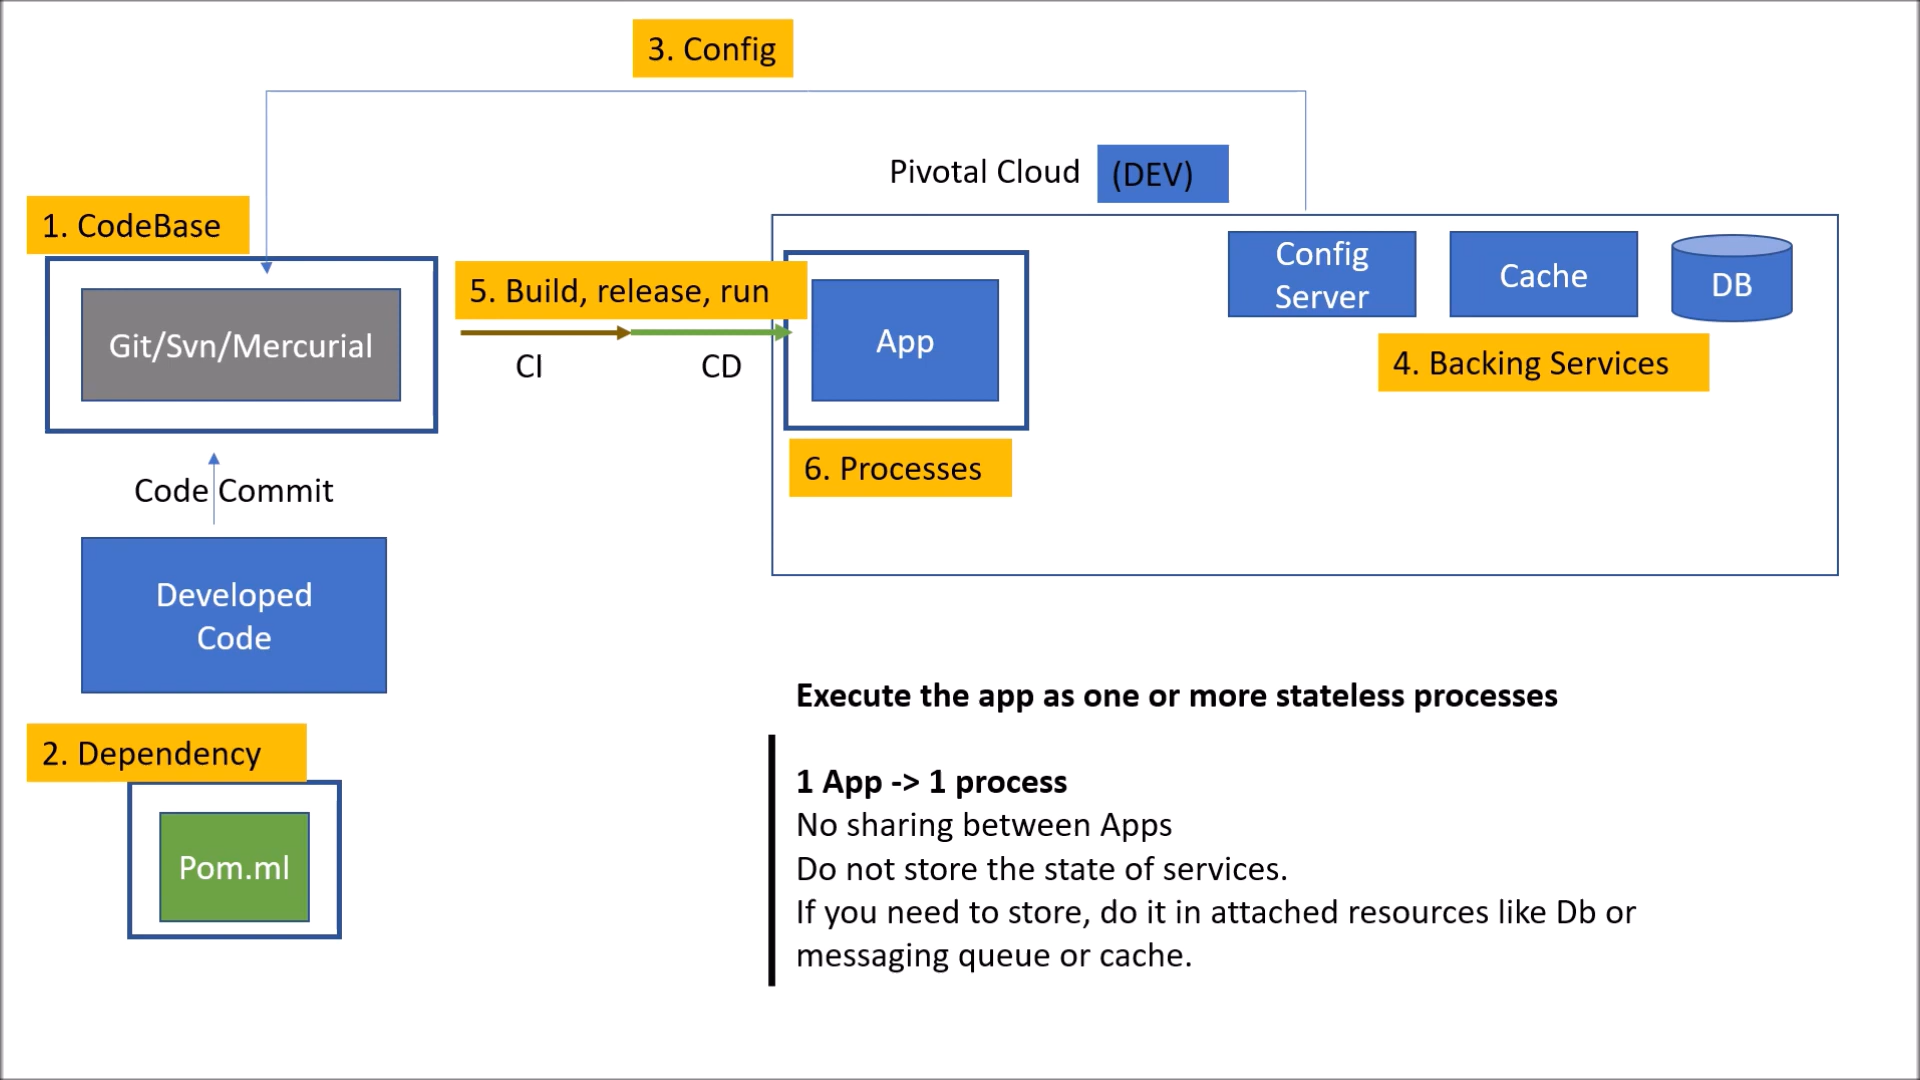 3. Config
Pivotal Cloud (DEV)
1. CodeBase
Git/Svn/Mercurial
5. Build, release, run
CI
CD
App
Config
Server
Cache
DB
4. Backing Services
6. Processes
Code Commit
Developed
Code
2. Dependency
Pom.ml
Execute the app as one or more stateless processes
1 App -> 1 process
No sharing between Apps
Do not store the state of services.
If you need to store, do it in attached resources like Db or
messaging queue or cache.